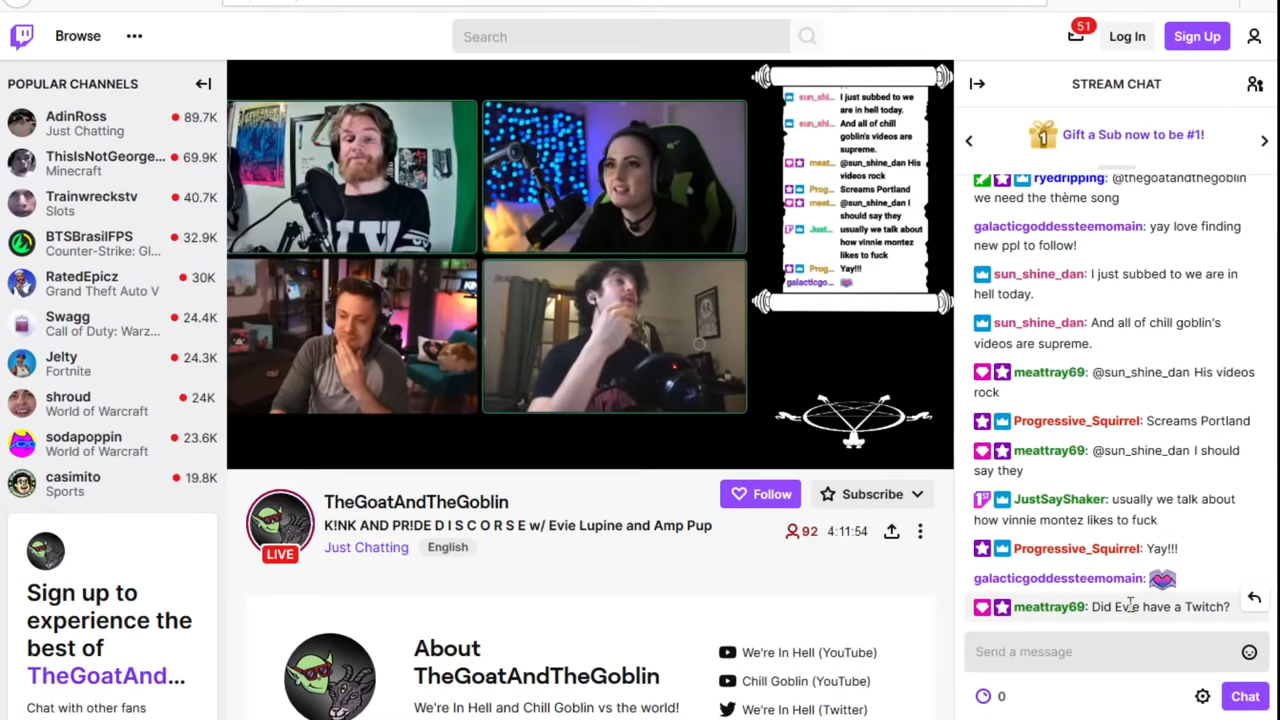 Browse
Search
51
Log In
Sign Up
POPULAR CHANNELS
AdinRoss
89.7K
Just Chatting
ThisIsNotGeorge...
69.9K
Minecraft
Trainwreckstv
40.7K
Slots
BTSBrasilFPS
32.9K
Counter-Strike: Gl...
RatedEpicz
30K
Grand Theft Auto V
Swagg
24.4K
Call of Duty: Warz...
Jelty
24.3K
Fortnite
shroud
24K
World of Warcraft
sodapoppin
23.6K
World of Warcraft
casimito
19.8K
Sports
Sign up to
experience the
best of
TheGoatAnd...
Chat with other fans
sun_shi... I just subbed to we
are in hell today.
sun_shi... And all of chill
goblin's videos are
supreme.
meat... @sun_shine_dan His
videos rock
Prog... Screams Portland
meat... @sun_shine_dan I
should say they
Just... usually we talk about
how vinnie montez
likes to fuck
Prog... Yay!!!
galacticgo...
TheGoatAndTheGoblin
K!NK AND PR!DE D I S C O R S E w/ Evie Lupine and Amp Pup
Just Chatting
English
LIVE
Follow
Subscribe
92
4:11:54
About
TheGoatAndTheGoblin
We're In Hell and Chill Goblin vs the world!
We're In Hell (YouTube)
Chill Goblin (YouTube)
We're In Hell (Twitter)
STREAM CHAT
1
Gift a Sub now to be #1!
ryedripping: @thegoatandthegoblin
we need the thème song
galacticgoddessteemomain: yay love finding
new ppl to follow!
sun_shine_dan: I just subbed to we are in
hell today.
sun_shine_dan: And all of chill goblin's
videos are supreme.
meattray69: @sun_shine_dan His videos
rock
Progressive_Squirrel: Screams Portland
meattray69: @sun_shine_dan I should
say they
1ST JustSayShaker: usually we talk about
how vinnie montez likes to fuck
Progressive_Squirrel: Yay!!!
galacticgoddessteemomain:
meattray69: Did Evie have a Twitch?
Send a message
0
Chat